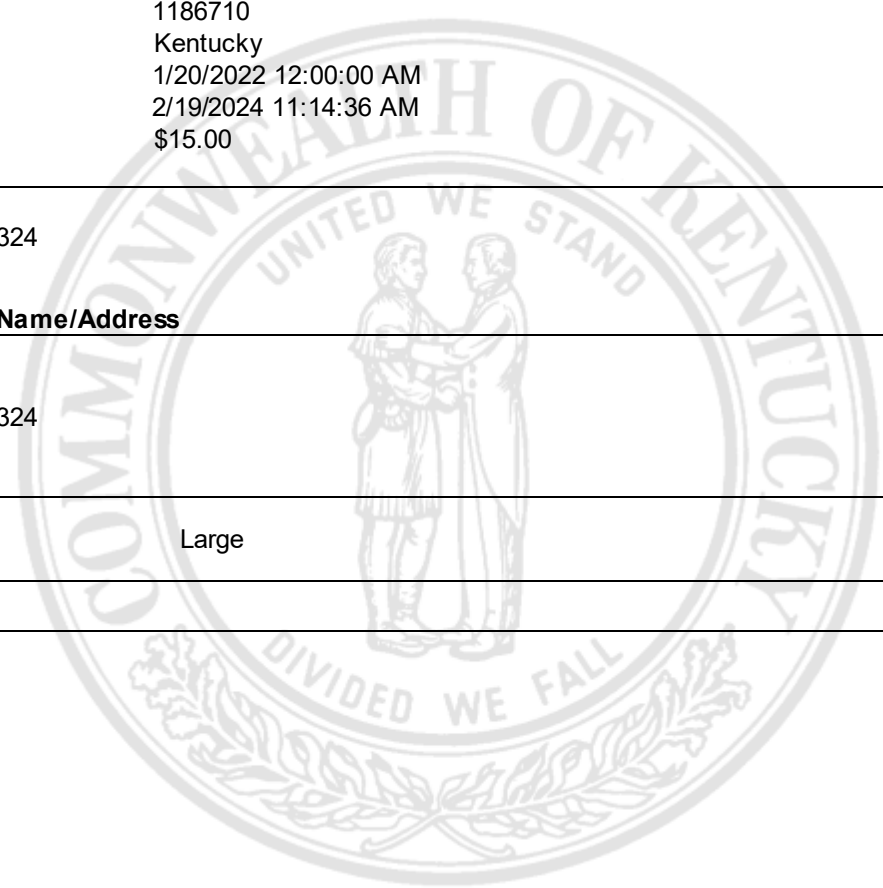 1186710
Kentucky
1/20/2022 12:00:00 AM
2/19/2024 11:14:36 AM
$15.00
324
Name/Address
324
Large
COMMONWEALTH OF KENTUCKY
UNITED WE STAND
DIVIDED WE FALL